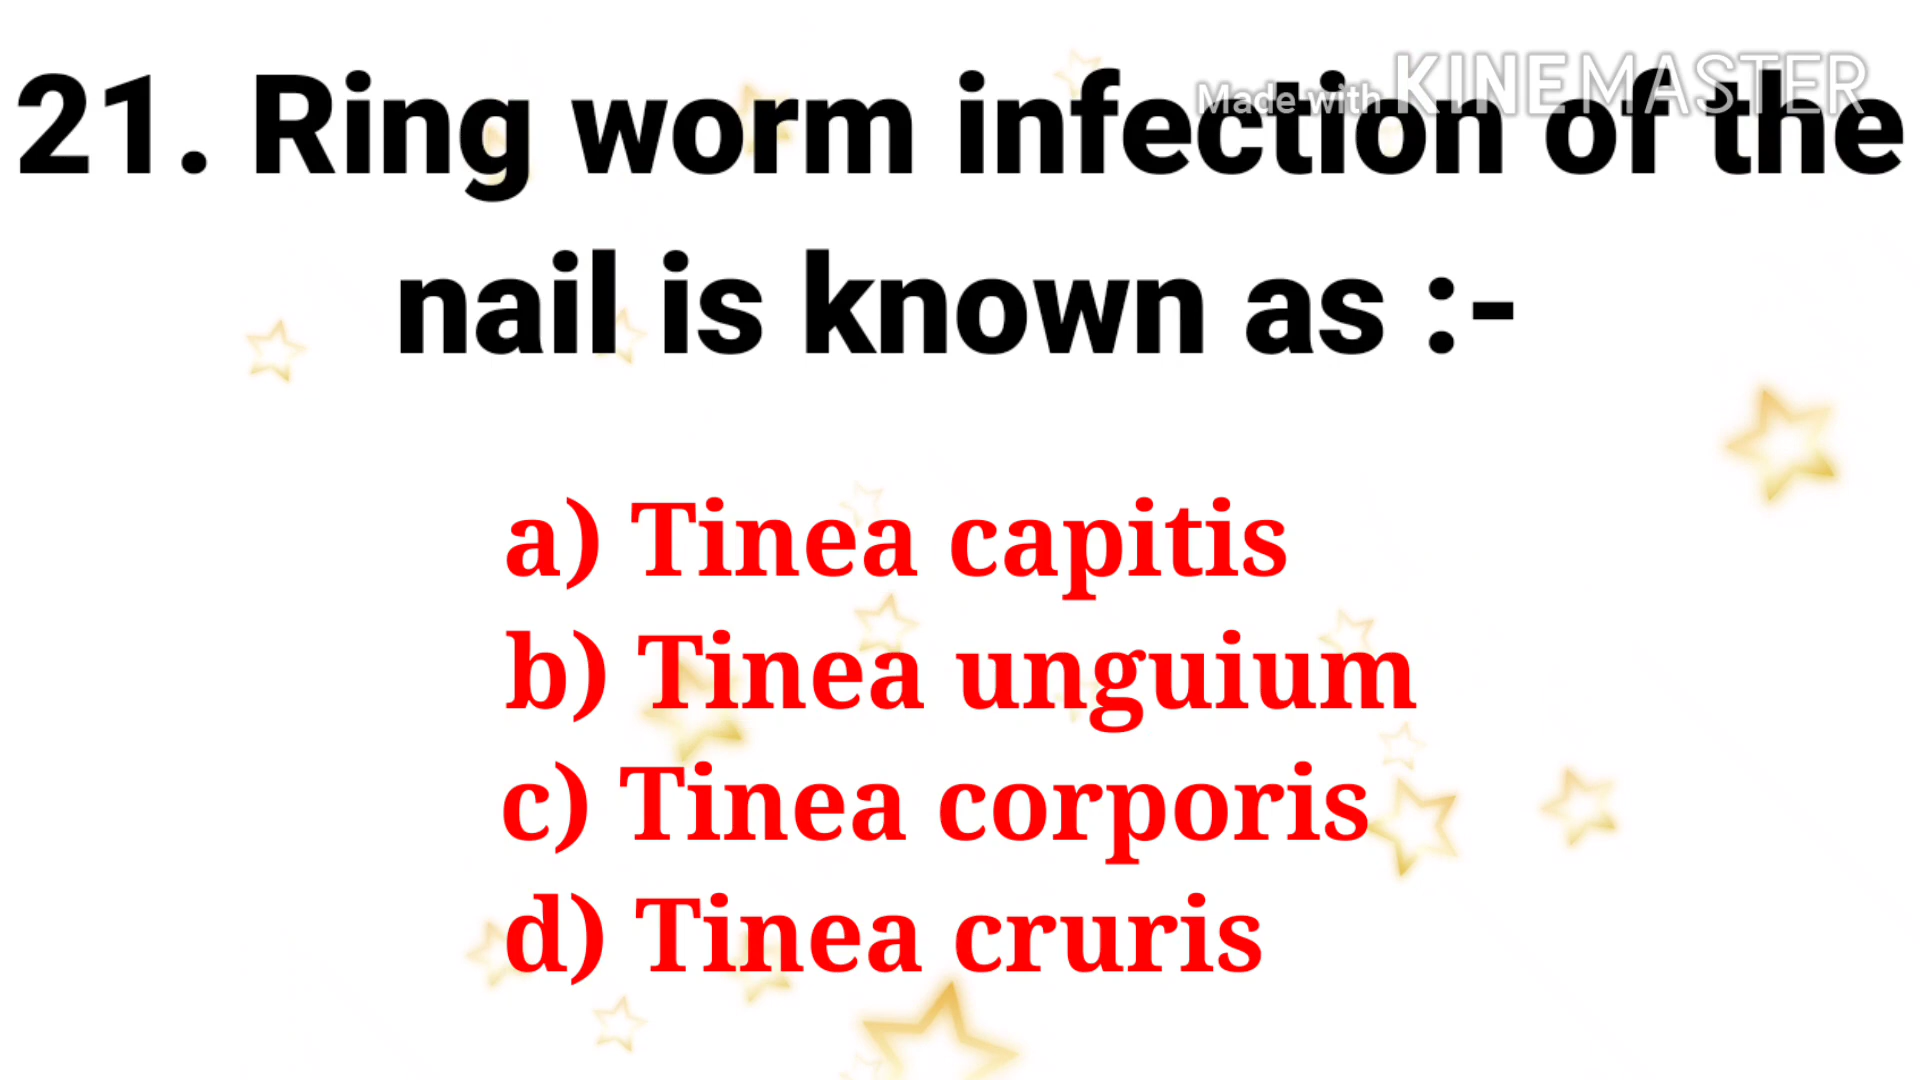 Made with KINEMASTER
21. Ring worm infection of the
nail is known as :-
a) Tinea capitis
b) Tinea unguium
c) Tinea corporis
d) Tinea cruris